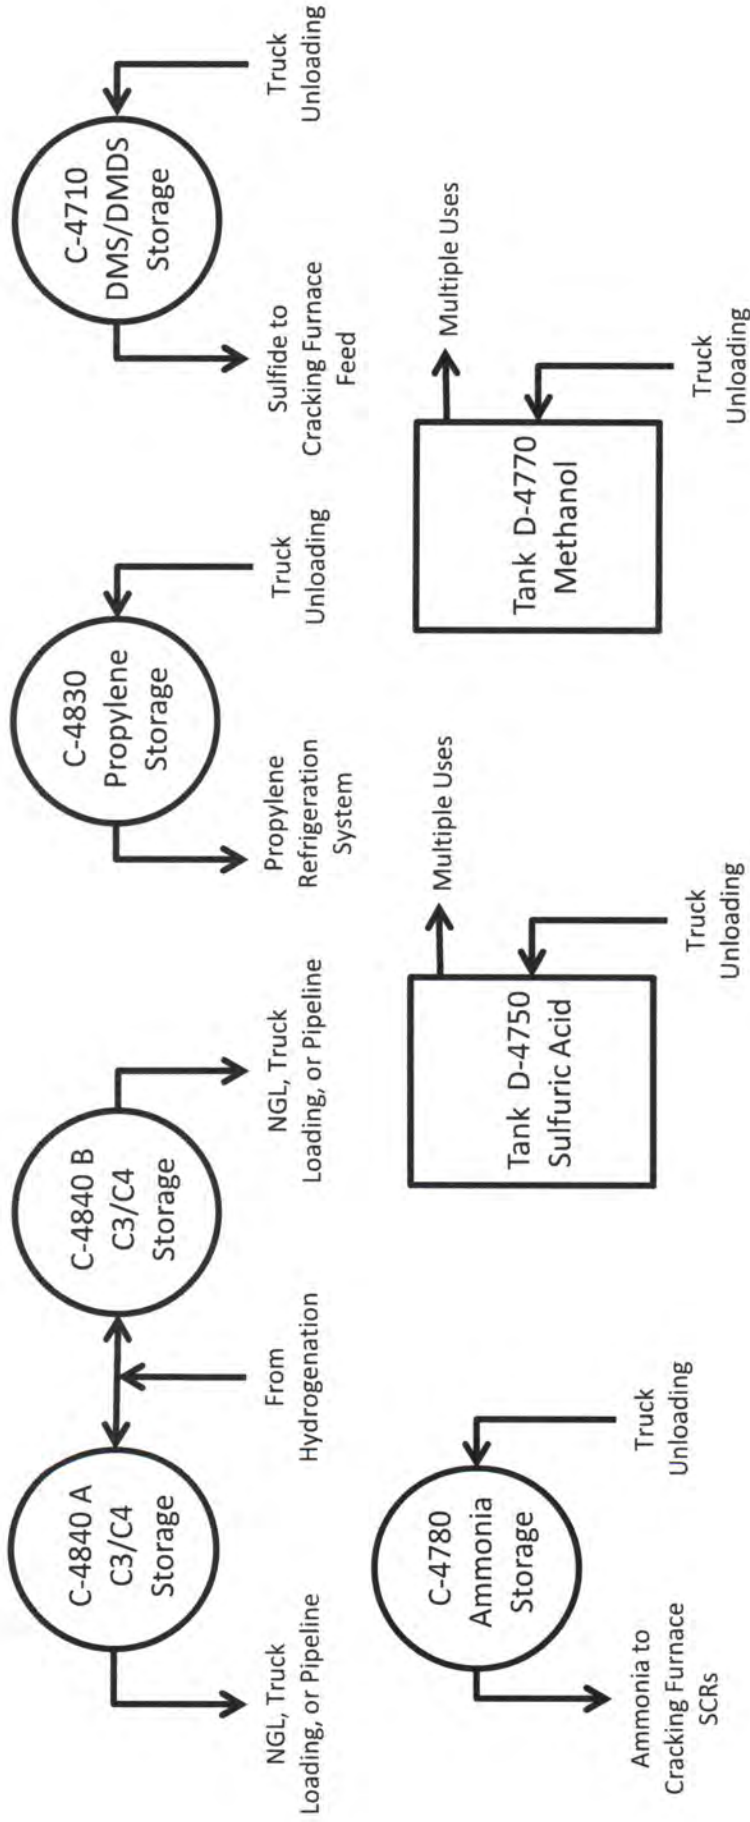 C-4840 A
C3/C4
Storage
NGL, Truck
Loading, or Pipeline
From
Hydrogenation
C-4840 B
C3/C4
Storage
NGL, Truck
Loading, or Pipeline
C-4830
Propylene
Storage
Propylene
Refrigeration
System
Truck
Unloading
C-4710
DMS/DMDS
Storage
Sulfide to
Cracking Furnace
Feed
Truck
Unloading
C-4780
Ammonia
Storage
Ammonia to
Cracking Furnace
SCRs
Truck
Unloading
Tank D-4750
Sulfuric Acid
Multiple Uses
Truck
Unloading
Tank D-4770
Methanol
Multiple Uses
Truck
Unloading